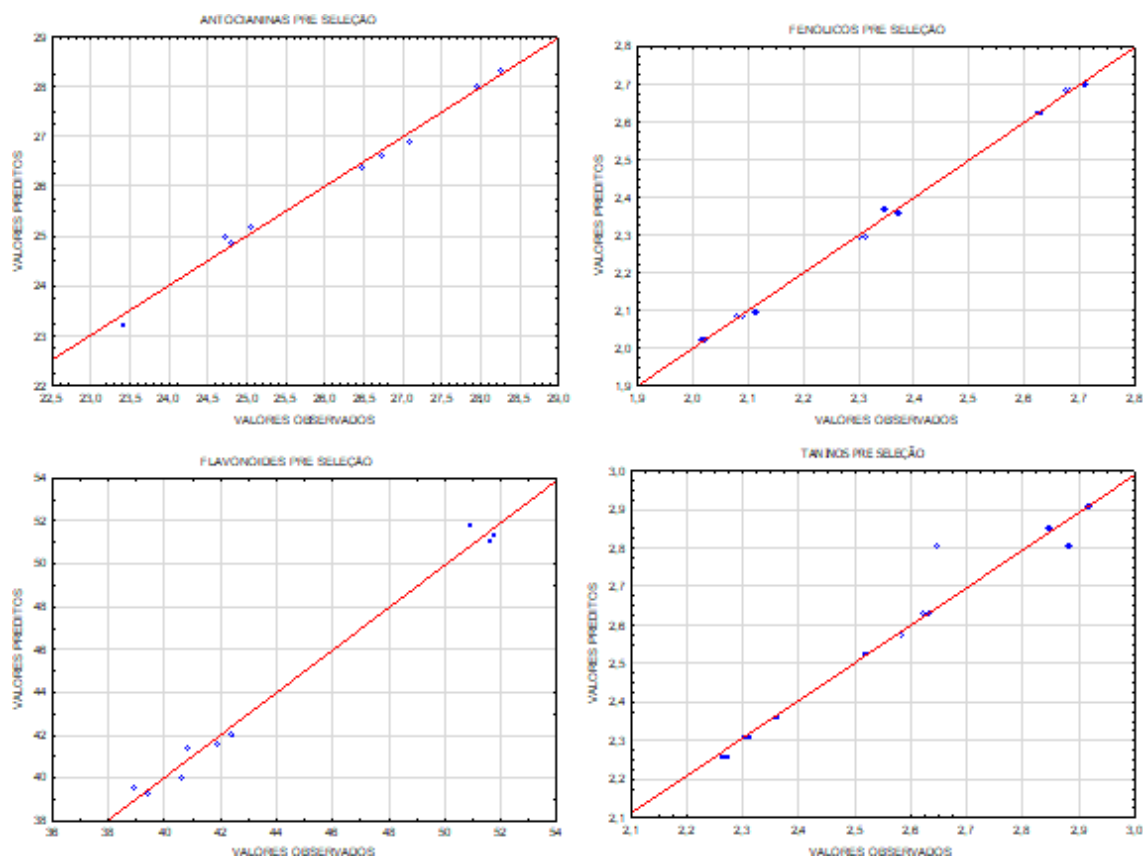 ANTOCIANINAS PRE SELEÇÃO
29
28
27
26
25
24
23
22
VALORES PREDITOS
22,5 23,0 23,5 24,0 24,5 25,0 25,5 26,0 26,5 27,0 27,5 28,0 28,5 29,0
VALORES OBSERVADOS
FENOLICOS PRE SELEÇÃO
2,8
2,7
2,6
2,5
2,4
2,3
2,2
2,1
2,0
1,9
VALORES PREDITOS
1,9 2,0 2,1 2,2 2,3 2,4 2,5 2,6 2,7 2,8
VALORES OBSERVADOS
FLAVONOIDES PRE SELEÇÃO
54
52
50
48
46
44
42
40
38
VALORES PREDITOS
36 38 40 42 44 46 48 50 52 54
VALORES OBSERVADOS
TANINOS PRE SELEÇÃO
3,0
2,9
2,8
2,7
2,6
2,5
2,4
2,3
2,2
2,1
VALORES PREDITOS
2,1 2,2 2,3 2,4 2,5 2,6 2,7 2,8 2,9 3,0
VALORES OBSERVADOS